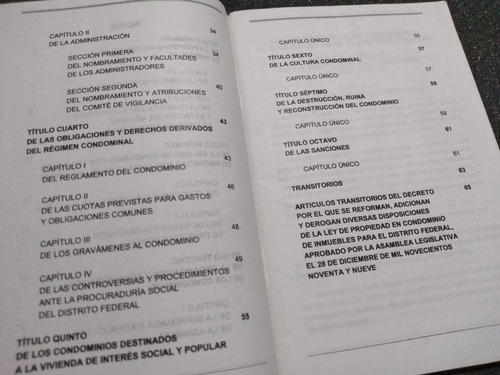 CAPÍTULO II 34
DE LA ADMINISTRACIÓN
SECCIÓN PRIMERA 34
DEL NOMBRAMIENTO Y FACULTADES
DE LOS ADMINISTRADORES
SECCIÓN SEGUNDA 40
DEL NOMBRAMIENTO Y ATRIBUCIONES
DEL COMITÉ DE VIGILANCIA
TÍTULO CUARTO 43
DE LAS OBLIGACIONES Y DERECHOS DERIVADOS
DEL RÉGIMEN CONDOMINAL
CAPÍTULO I 43
DEL REGLAMENTO DEL CONDOMINIO
CAPÍTULO II 46
DE LAS CUOTAS PREVISTAS PARA GASTOS
Y OBLIGACIONES COMUNES
CAPÍTULO III 48
DE LOS GRAVÁMENES AL CONDOMINIO
CAPÍTULO IV 49
DE LAS CONTROVERSIAS Y PROCEDIMIENTOS
ANTE LA PROCURADURÍA SOCIAL
DEL DISTRITO FEDERAL
TÍTULO QUINTO 55
DE LOS CONDOMINIOS DESTINADOS
A LA VIVIENDA DE INTERÉS SOCIAL Y POPULAR
CAPÍTULO ÚNICO 55
TÍTULO SEXTO 57
DE LA CULTURA CONDOMINAL
CAPÍTULO ÚNICO 57
TÍTULO SÉPTIMO 59
DE LA DESTRUCCIÓN, RUINA
Y RECONSTRUCCIÓN DEL CONDOMINIO
CAPÍTULO ÚNICO 59
TÍTULO OCTAVO 61
DE LAS SANCIONES
CAPÍTULO ÚNICO 61
TRANSITORIOS 63
ARTICULOS TRANSITORIOS DEL DECRETO 65
POR EL QUE SE REFORMAN, ADICIONAN
Y DEROGAN DIVERSAS DISPOSICIONES
DE LA LEY DE PROPIEDAD EN CONDOMINIO
DE INMUEBLES PARA EL DISTRITO FEDERAL,
APROBADO POR LA ASAMBLEA LEGISLATIVA
EL 28 DE DICIEMBRE DE MIL NOVECIENTOS
NOVENTA Y NUEVE